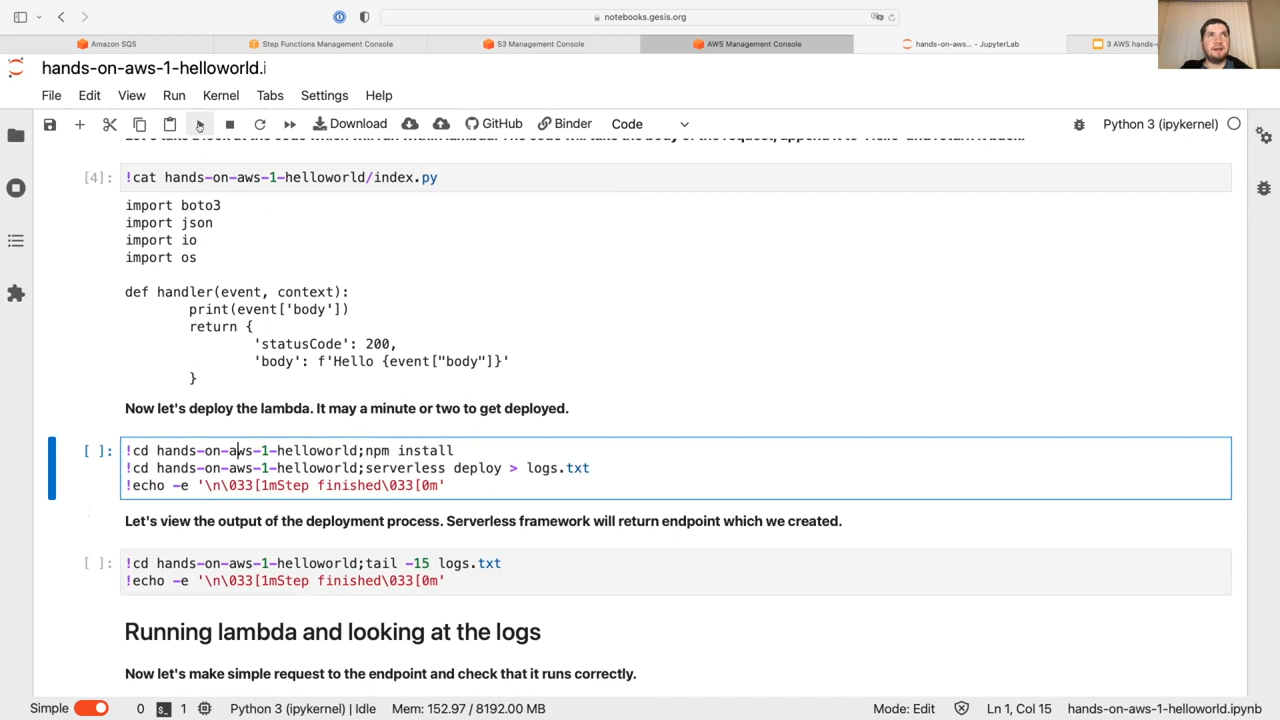 notebooks.gesis.org
Amazon SQS
Step Functions Management Console
S3 Management Console
AWS Management Console
hands-on-aws... - JupyterLab
3 AWS hands-
hands-on-aws-1-helloworld.i
File Edit View Run Kernel Tabs Settings Help
Download GitHub Binder Code Python 3 (ipykernel)
[4]: !cat hands-on-aws-1-helloworld/index.py
import boto3
import json
import io
import os
def handler(event, context):
print(event['body'])
return {
'statusCode': 200,
'body': f'Hello {event["body"]}'
}
Now let's deploy the lambda. It may a minute or two to get deployed.
[ ]: !cd hands-on-aws-1-helloworld;npm install
!cd hands-on-aws-1-helloworld;serverless deploy > logs.txt
!echo -e '\n\033[1mStep finished\033[0m'
Let's view the output of the deployment process. Serverless framework will return endpoint which we created.
[ ]: !cd hands-on-aws-1-helloworld;tail -15 logs.txt
!echo -e '\n\033[1mStep finished\033[0m'
Running lambda and looking at the logs
Now let's make simple request to the endpoint and check that it runs correctly.
Simple 0 1 Python 3 (ipykernel) | Idle Mem: 152.97 / 8192.00 MB Mode: Edit Ln 1, Col 15 hands-on-aws-1-helloworld.ipynb